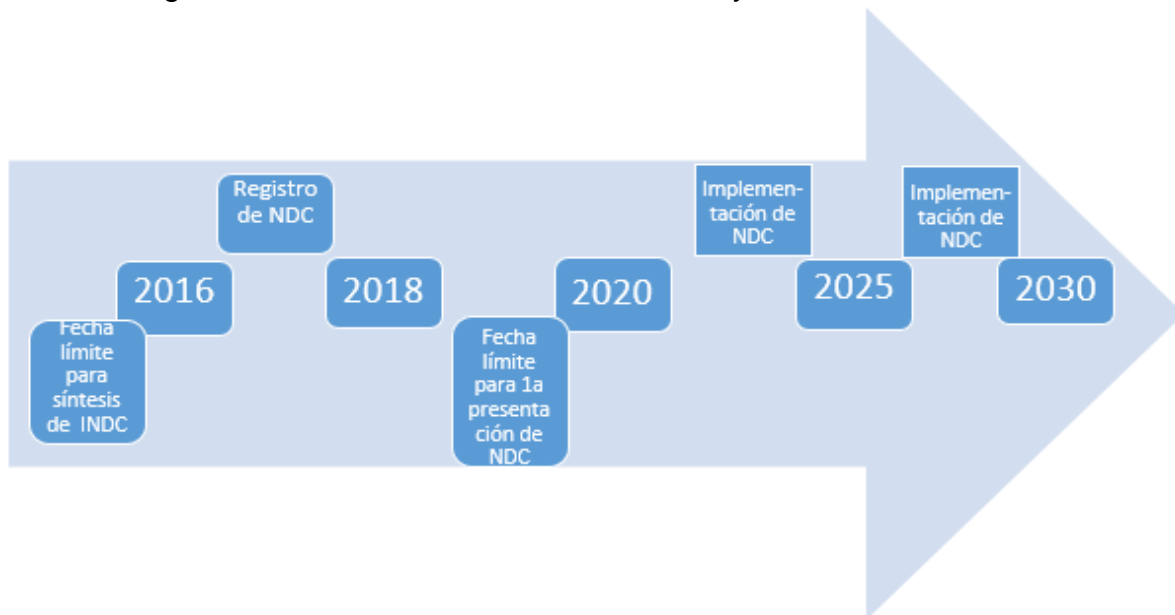 Fecha
límite
para
síntesis
de INDC
2016
Registro
de NDC
2018
Fecha
límite
para 1a
presenta
ción de
NDC
2020
Implemen-
tación de
NDC
2025
Implemen-
tación de
NDC
2030